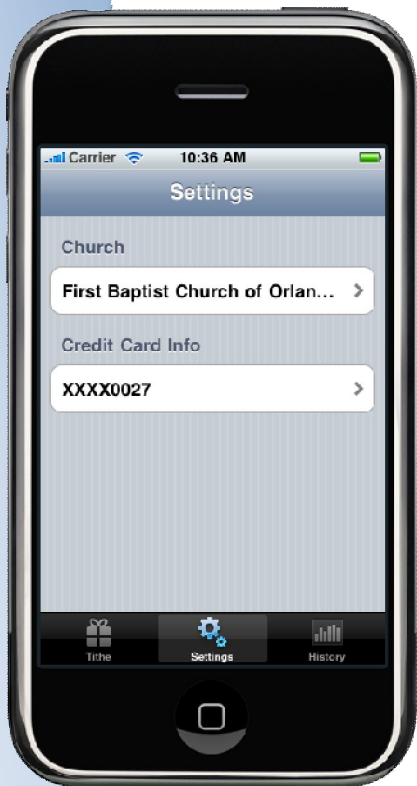 Carrier 10:36 AM
Settings
Church
First Baptist Church of Orlan...
Credit Card Info
XXXX0027
Tithe Settings History